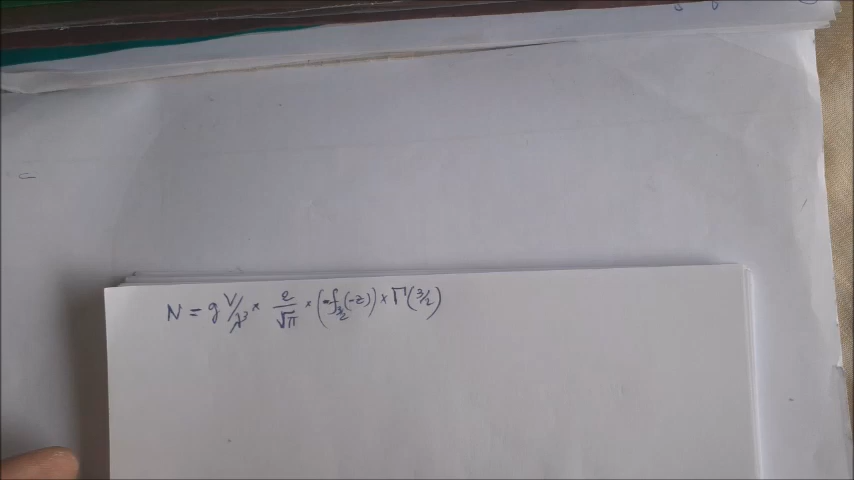 N = g V/λ³ × e/√π × (-f_{3/2}(-z)) × Γ(3/2)